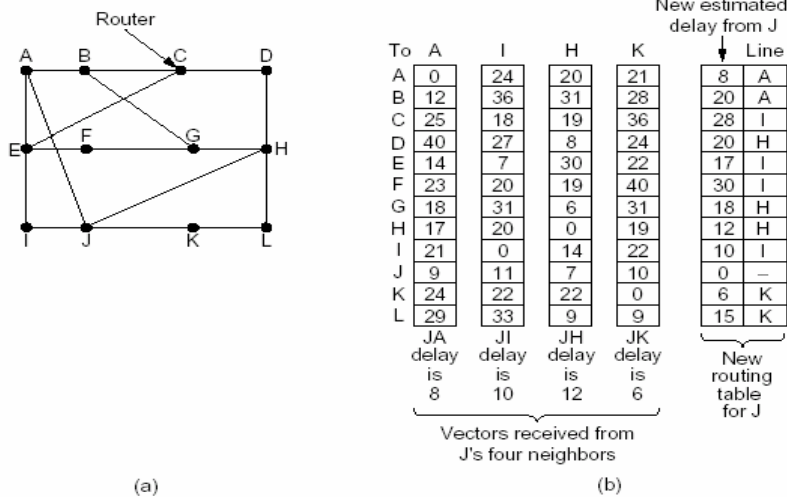 Router
A B C D
E F G H
I J K L
(a)
New estimated
delay from J
To A I H K Line
A 0 24 20 21 8 A
B 12 36 31 28 20 A
C 25 18 19 36 28 I
D 40 27 8 24 20 H
E 14 7 30 22 17 I
F 23 20 19 40 30 I
G 18 31 6 31 18 H
H 17 20 0 19 12 H
I 21 0 14 22 10 I
J 9 11 7 10 0 –
K 24 22 22 0 6 K
L 29 33 9 9 15 K
JA JI JH JK
delay delay delay delay
is is is is
8 10 12 6
New
routing
table
for J
Vectors received from
J's four neighbors
(b)